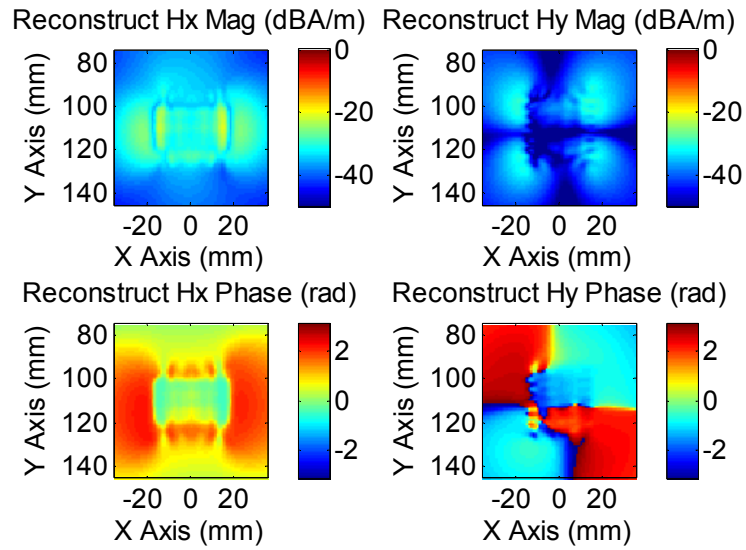 Reconstruct Hx Mag (dBA/m)
Reconstruct Hy Mag (dBA/m)
Y Axis (mm)
80
100
120
140
-20 0 20
X Axis (mm)
0
-20
-40
Y Axis (mm)
80
100
120
140
-20 0 20
X Axis (mm)
0
-20
-40
Reconstruct Hx Phase (rad)
Reconstruct Hy Phase (rad)
Y Axis (mm)
80
100
120
140
-20 0 20
X Axis (mm)
2
0
-2
Y Axis (mm)
80
100
120
140
-20 0 20
X Axis (mm)
2
0
-2